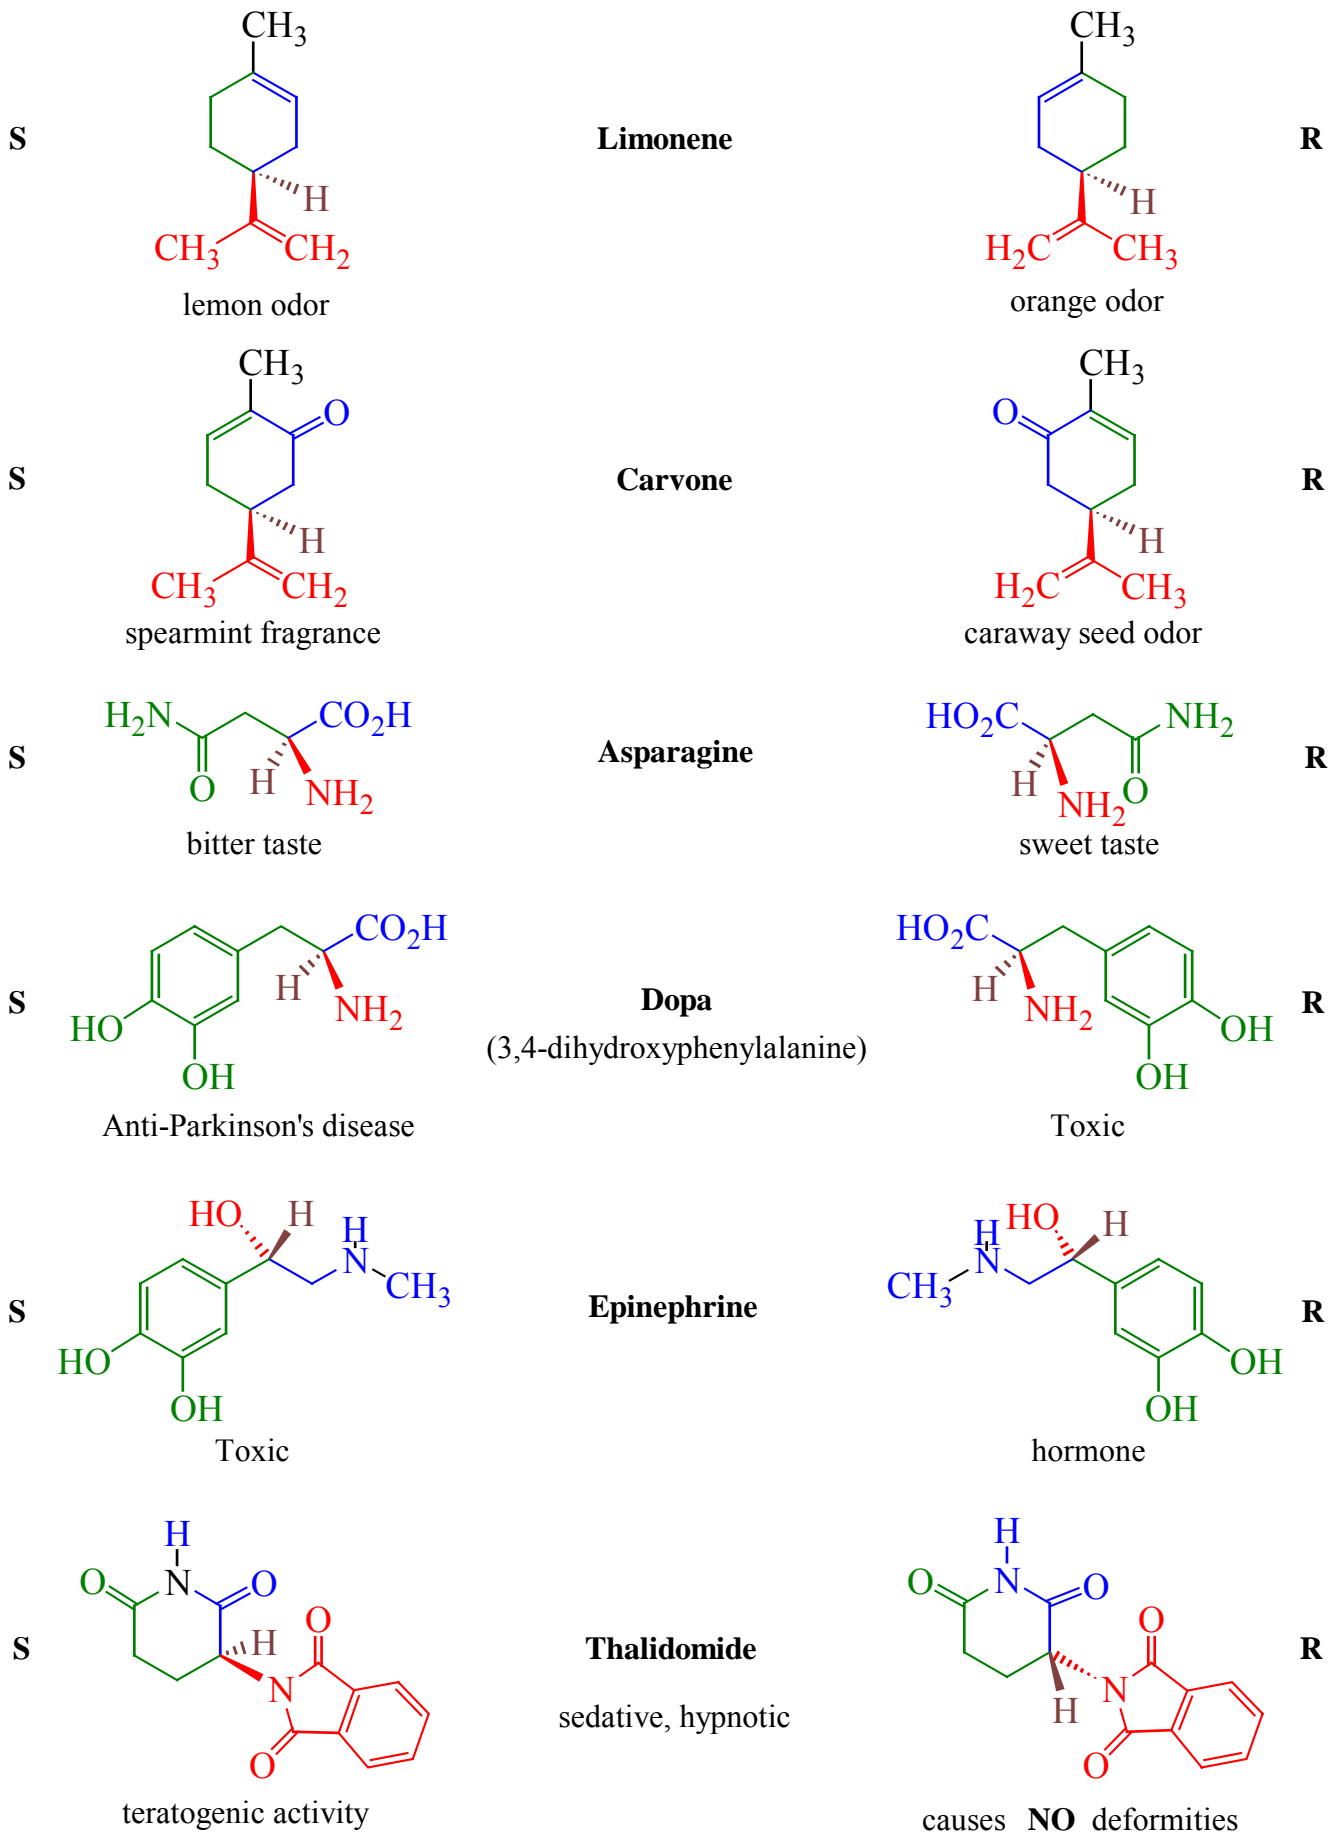 CH3
CH3
S
Limonene
R
H
H
CH3
CH2
H2C
CH3
lemon odor
orange odor
CH3
CH3
O
O
S
Carvone
R
H
H
CH3
CH2
H2C
CH3
spearmint fragrance
caraway seed odor
H2N
CO2H
HO2C
NH2
S
Asparagine
R
O
H
NH2
H
NH2
O
bitter taste
sweet taste
CO2H
HO2C
H
NH2
H
NH2
S
Dopa
R
HO
OH
OH
OH
(3,4-dihydroxyphenylalanine)
Anti-Parkinson's disease
Toxic
HO
H
H
N
CH3
H
N
CH3
HO
H
S
Epinephrine
R
HO
OH
OH
OH
Toxic
hormone
H
H
O
N
O
O
N
O
O
O
S
H
Thalidomide
R
N
N
H
sedative, hypnotic
O
O
teratogenic activity
causes NO deformities